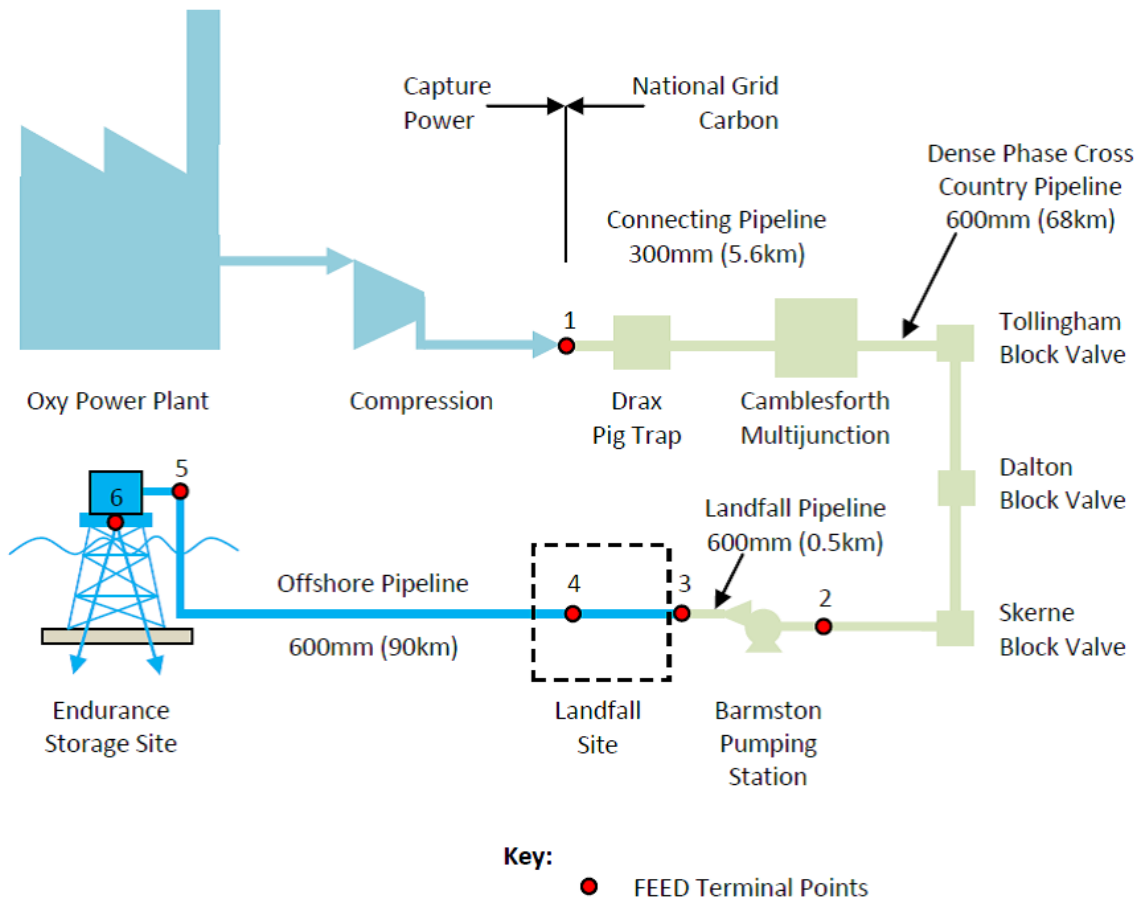 Capture
Power
National Grid
Carbon
Dense Phase Cross
Country Pipeline
600mm (68km)
Connecting Pipeline
300mm (5.6km)
1
Tollingham
Block Valve
Oxy Power Plant
Compression
Drax
Pig Trap
Camblesforth
Multijunction
5
6
Dalton
Block Valve
Landfall Pipeline
600mm (0.5km)
Offshore Pipeline
600mm (90km)
4
3
2
Skerne
Block Valve
Endurance
Storage Site
Landfall
Site
Barmston
Pumping
Station
Key:
FEED Terminal Points